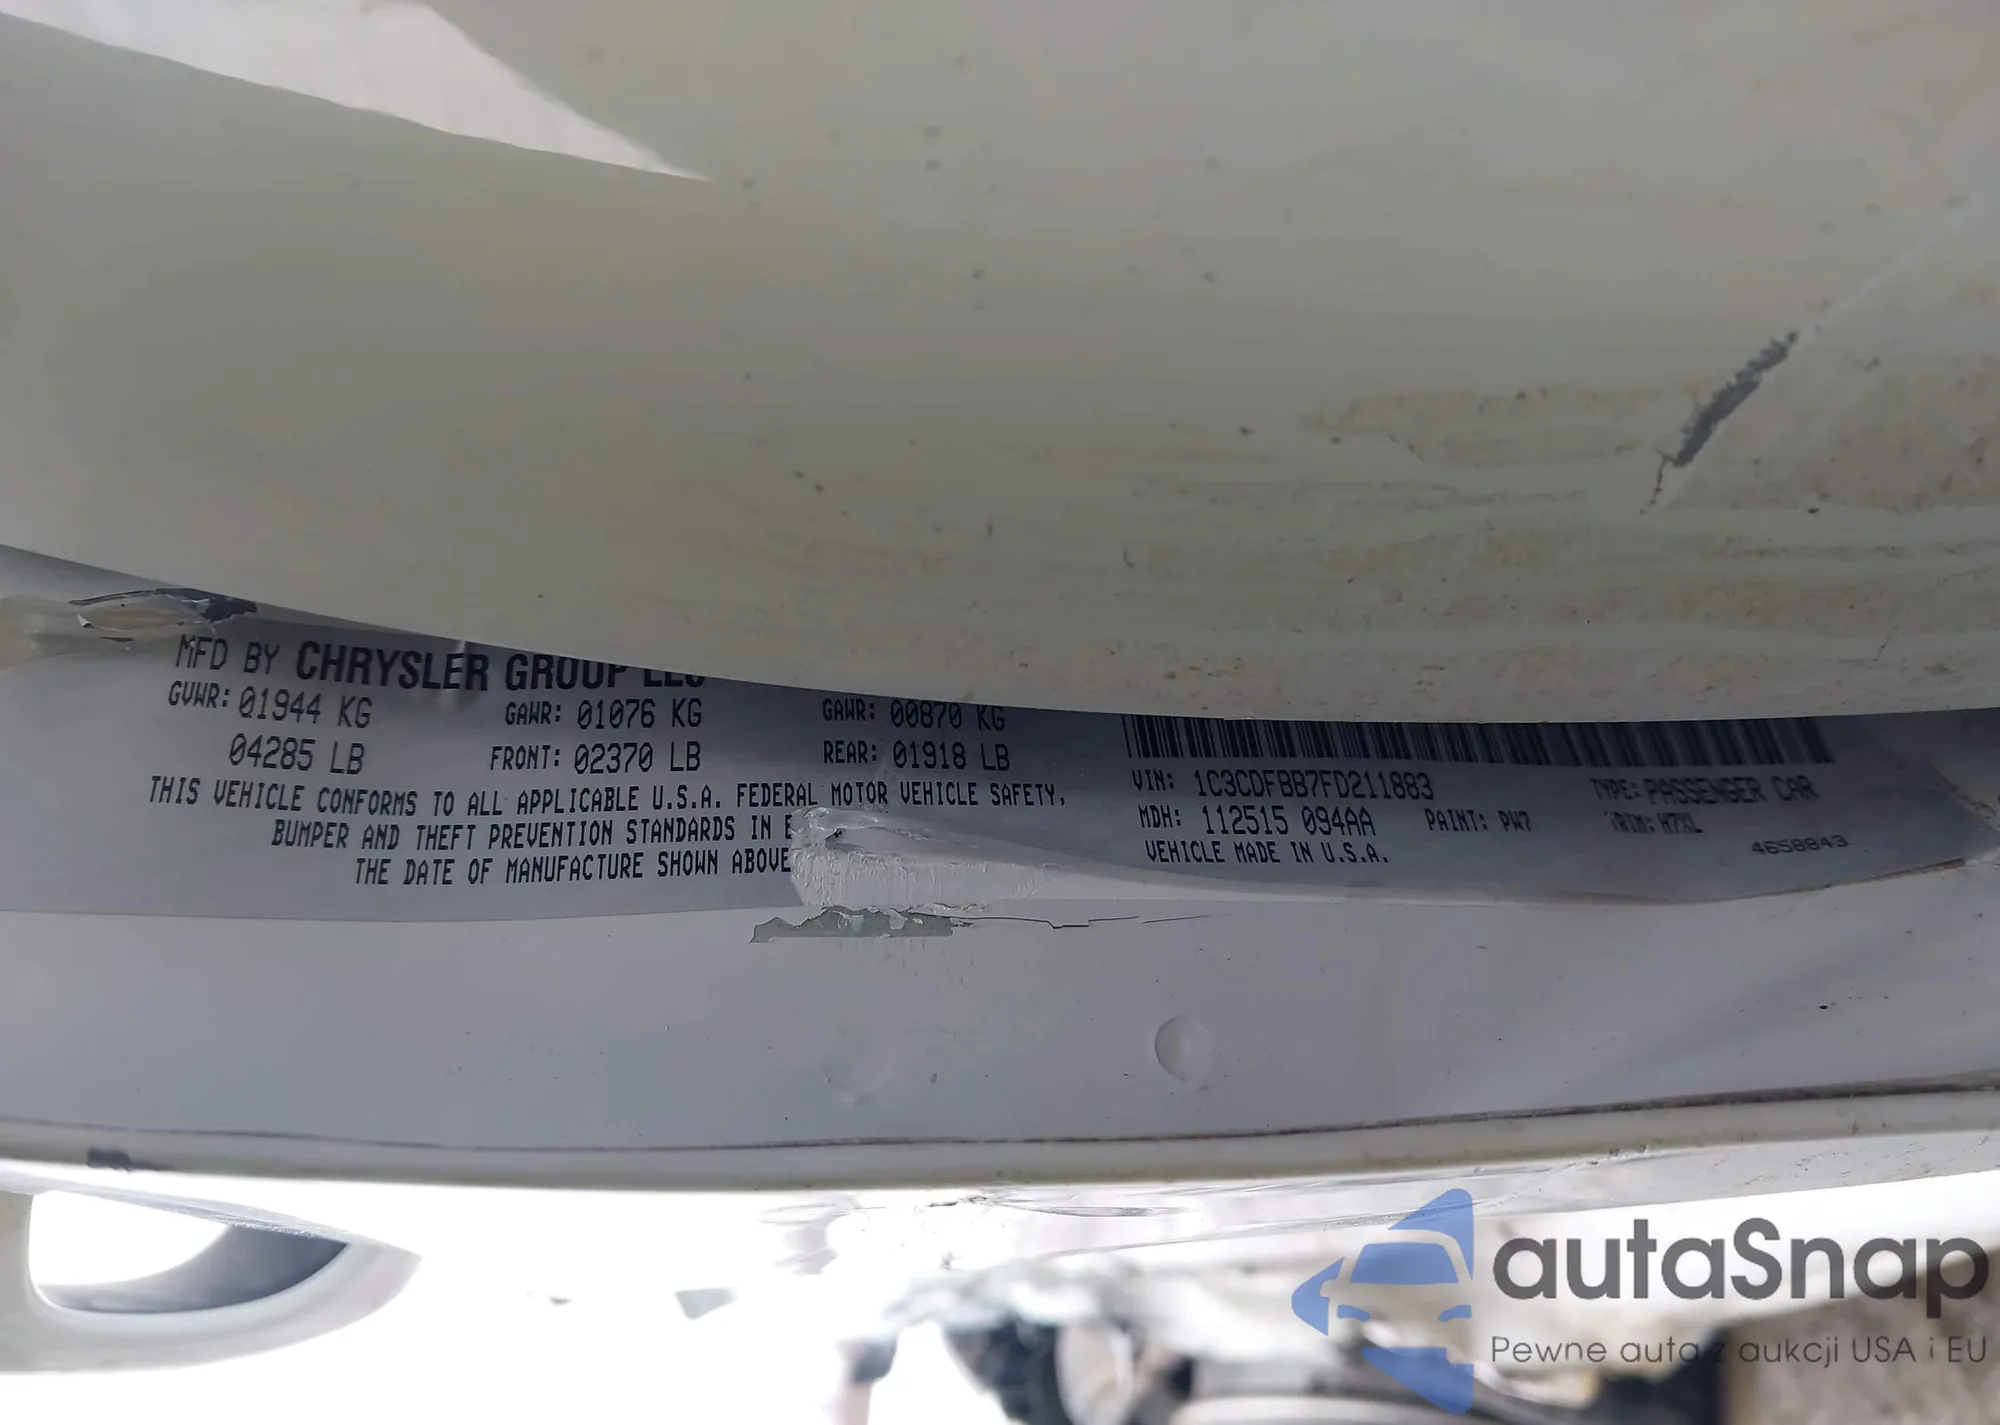 MFD BY CHRYSLER GROUP LLC
GVWR: 01944 KG GAWR: 01076 KG GAWR: 00870 KG
04285 LB FRONT: 02370 LB REAR: 01918 LB
THIS VEHICLE CONFORMS TO ALL APPLICABLE U.S.A. FEDERAL MOTOR VEHICLE SAFETY,
BUMPER AND THEFT PREVENTION STANDARDS IN E
THE DATE OF MANUFACTURE SHOWN ABOVE
VIN: 1C3CDFBB7FD211883 TYPE: PASSENGER CAR
MDH: 112515 094AA PAINT: PW7 TRIM: H7XL
VEHICLE MADE IN U.S.A. 4658843
autaSnap
Pewne auta z aukcji USA i EU